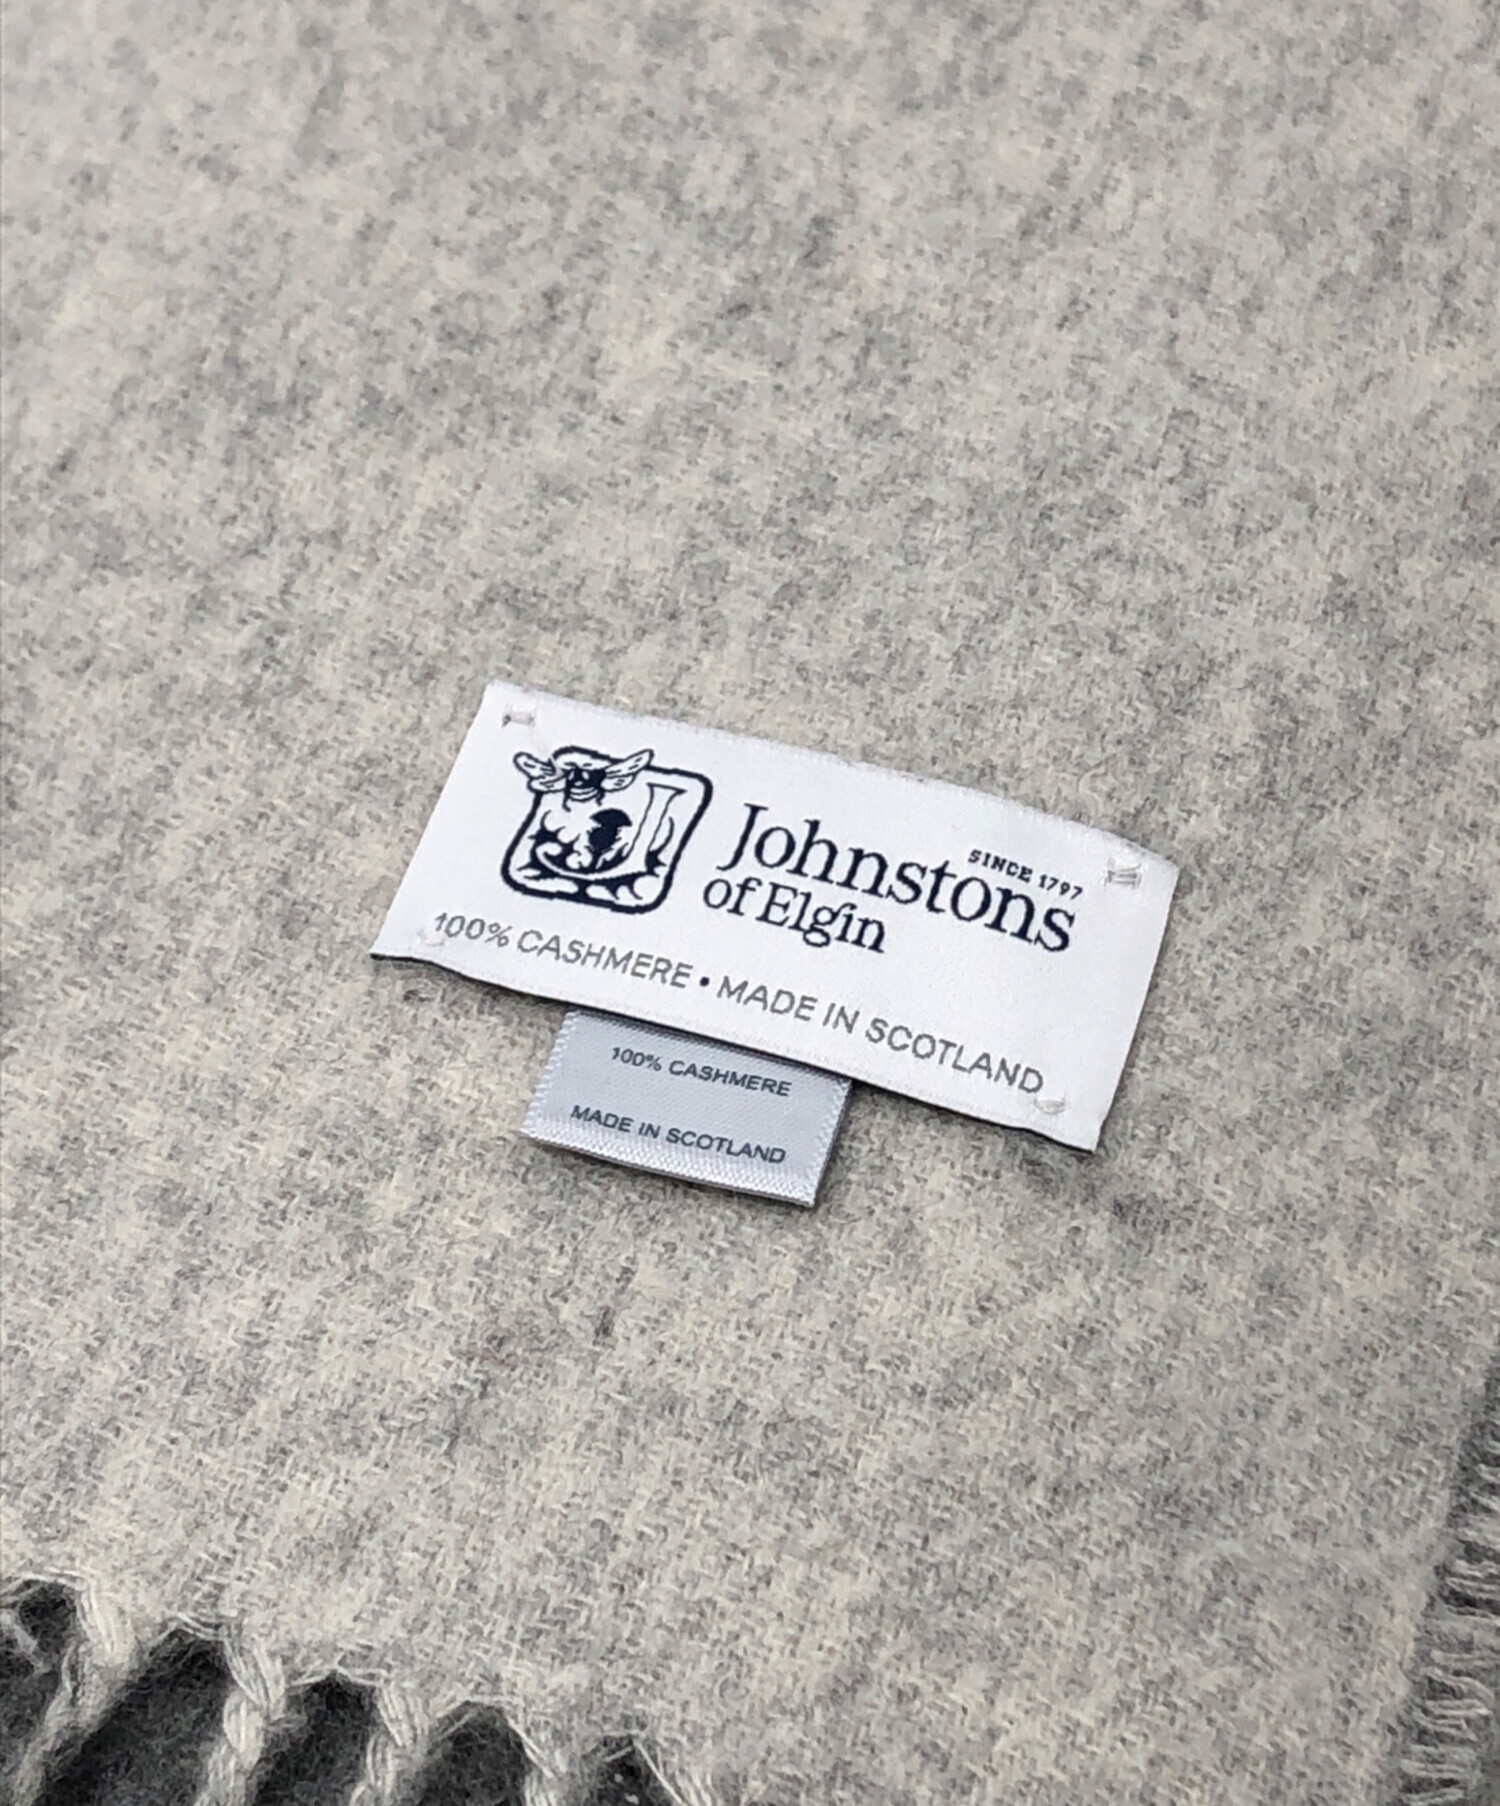 SINCE 1797
Johnstons
of Elgin
100% CASHMERE • MADE IN SCOTLAND
100% CASHMERE
MADE IN SCOTLAND